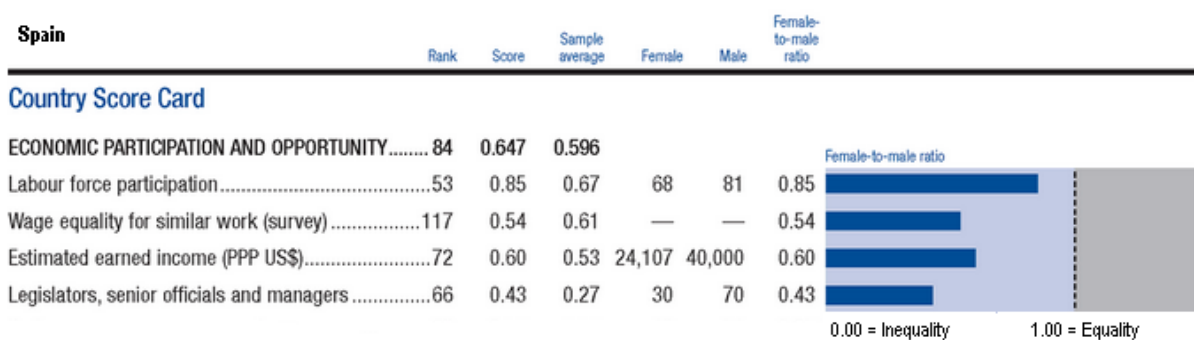 Spain
Rank Score Sample average Female Male Female-to-male ratio
Country Score Card
ECONOMIC PARTICIPATION AND OPPORTUNITY........ 84 0.647 0.596
Female-to-male ratio
Labour force participation........................................53 0.85 0.67 68 81 0.85
Wage equality for similar work (survey)..................117 0.54 0.61 — — 0.54
Estimated earned income (PPP US$)..........................72 0.60 0.53 24,107 40,000 0.60
Legislators, senior officials and managers...............66 0.43 0.27 30 70 0.43
0.00 = Inequality 1.00 = Equality